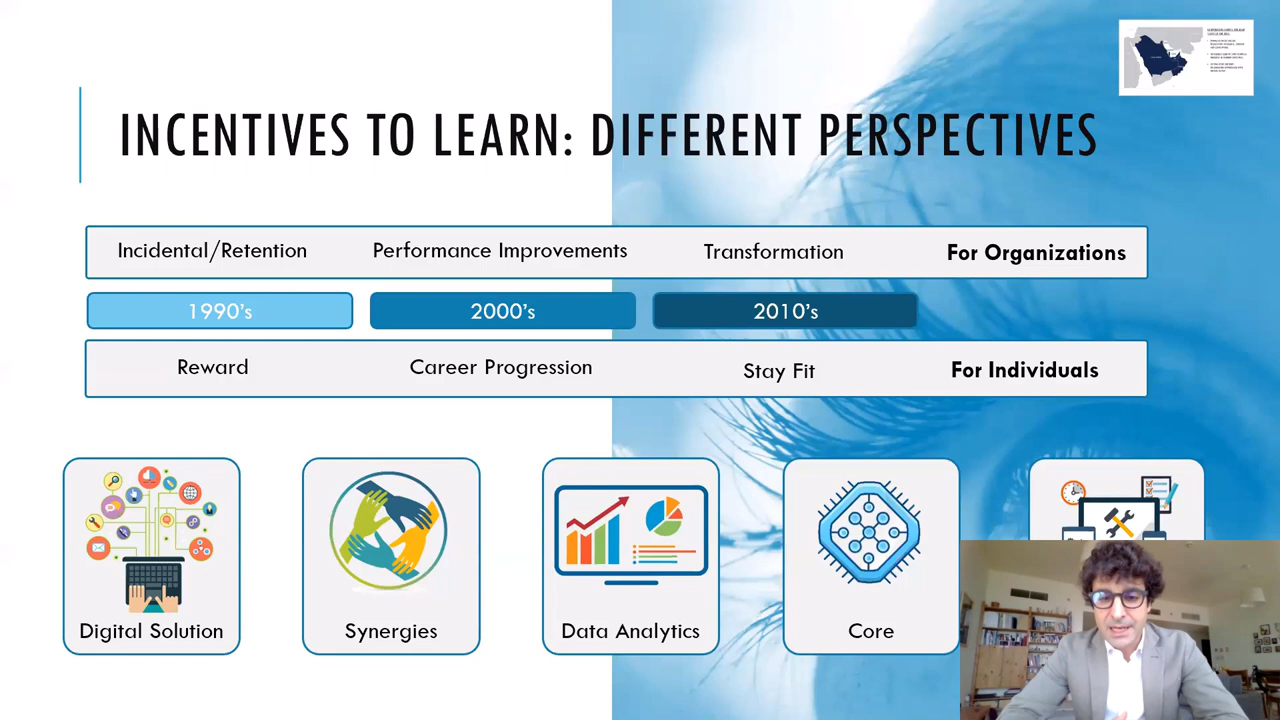 INCENTIVES TO LEARN: DIFFERENT PERSPECTIVES
Incidental/Retention Performance Improvements Transformation For Organizations
1990's 2000's 2010's
Reward Career Progression Stay Fit For Individuals
Digital Solution Synergies Data Analytics Core